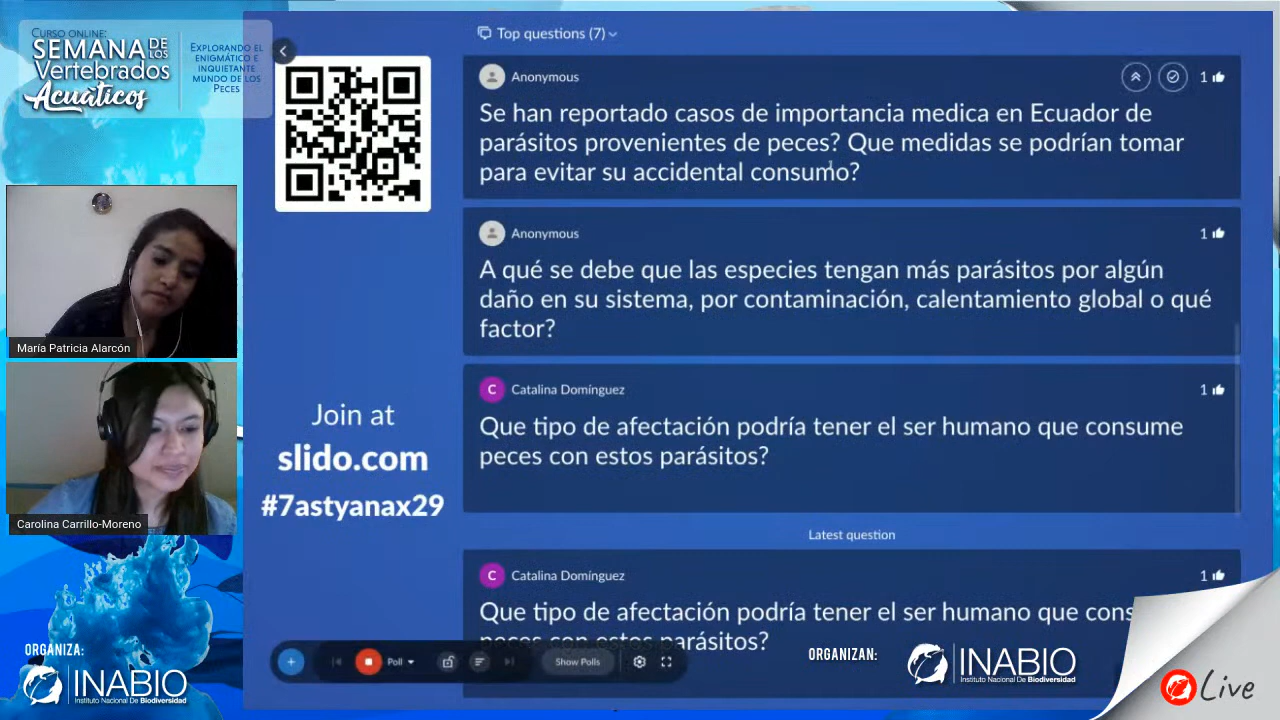 CURSO ONLINE:
SEMANA DE LOS
Vertebrados
Acuáticos
EXPLORANDO EL
ENIGMÁTICO E
INQUIETANTE
MUNDO DE LOS
PECES
María Patricia Alarcón
Carolina Carrillo-Moreno
ORGANIZA:
INABIO
Instituto Nacional De Biodiversidad
Join at
slido.com
#7astyanax29
Top questions (7)
Anonymous
1
Se han reportado casos de importancia medica en Ecuador de
parásitos provenientes de peces? Que medidas se podrían tomar
para evitar su accidental consumo?
Anonymous
1
A qué se debe que las especies tengan más parásitos por algún
daño en su sistema, por contaminación, calentamiento global o qué
factor?
C Catalina Domínguez
1
Que tipo de afectación podría tener el ser humano que consume
peces con estos parásitos?
Latest question
C Catalina Domínguez
1
Que tipo de afectación podría tener el ser humano que cons
peces con estos parásitos?
Poll
Show Polls
ORGANIZAN:
INABIO
Instituto Nacional De Biodiversidad
Live